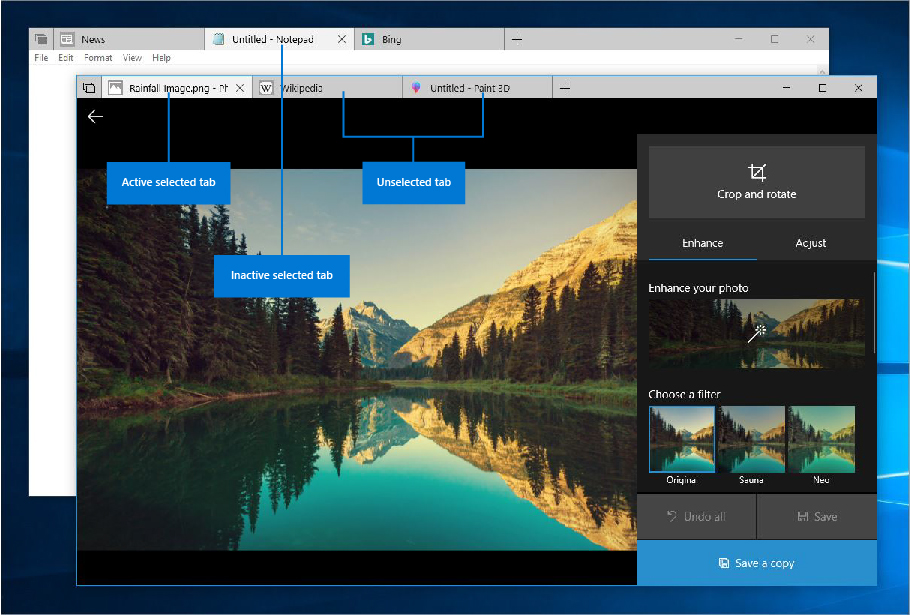 News
Untitled - Notepad
Bing
File Edit Format View Help
Rainfall Image.png - Ph
W
Wikipedia
Untitled - Paint 3D
Active selected tab
Unselected tab
Inactive selected tab
Crop and rotate
Enhance Adjust
Enhance your photo
Choose a filter
Origina Sauna Neo
Undo all Save
Save a copy